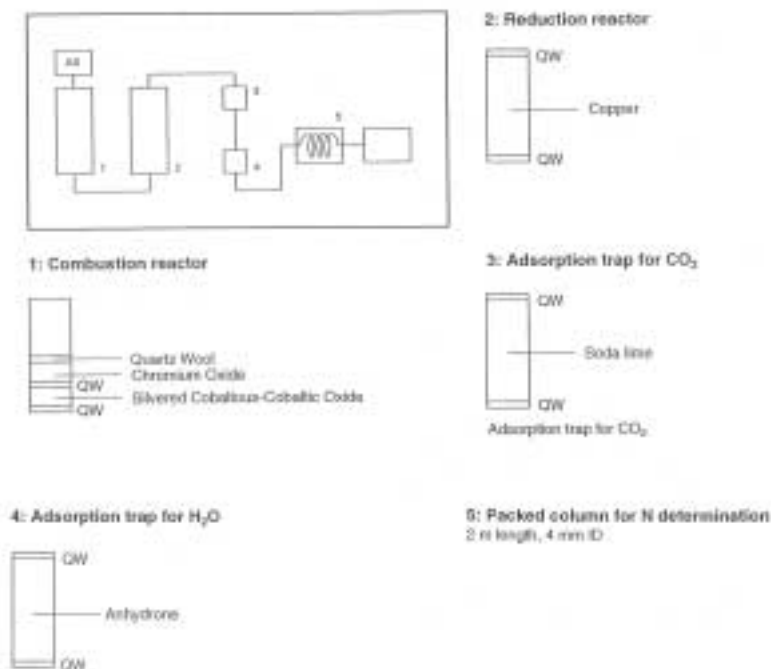 AS
1
2
3
4
5
2: Reduction reactor
QW
Copper
QW
1: Combustion reactor
Quartz Wool
Chromium Oxide
QW
Silvered Cobaltous-Cobaltic Oxide
QW
3: Adsorption trap for CO₂
QW
Soda lime
QW
Adsorption trap for CO₂
4: Adsorption trap for H₂O
QW
Anhydrone
QW
5: Packed column for N determination
2 m length, 4 mm ID